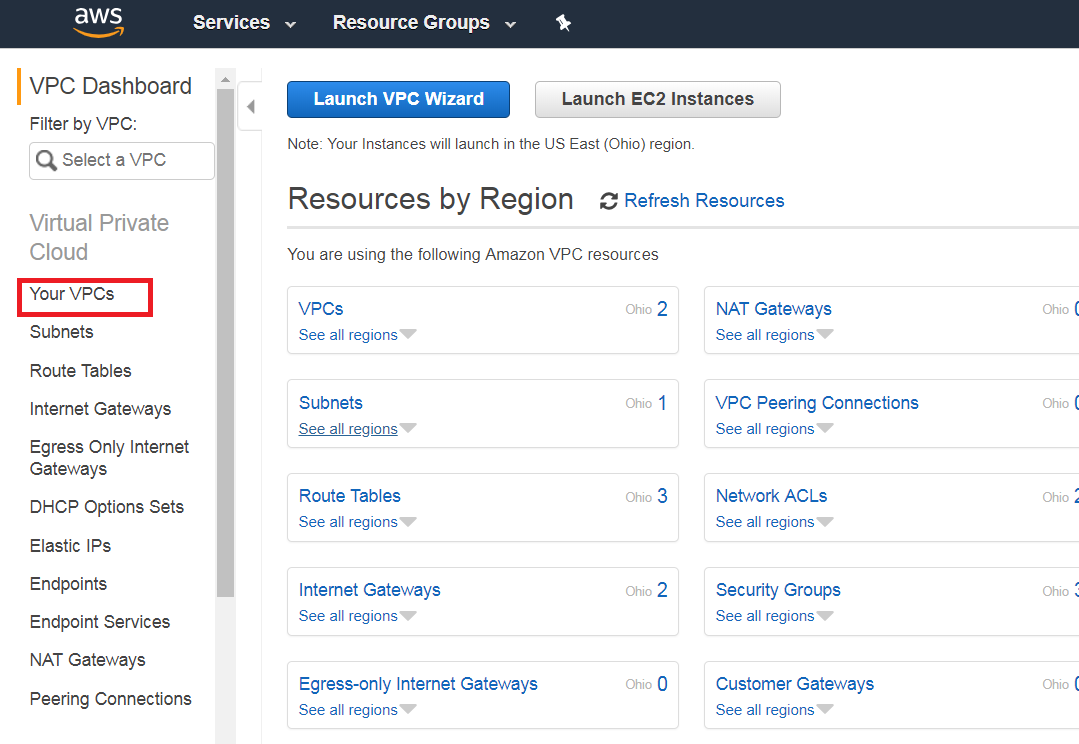 aws Services Resource Groups
VPC Dashboard
Filter by VPC:
Select a VPC
Virtual Private
Cloud
Your VPCs
Subnets
Route Tables
Internet Gateways
Egress Only Internet
Gateways
DHCP Options Sets
Elastic IPs
Endpoints
Endpoint Services
NAT Gateways
Peering Connections
Launch VPC Wizard Launch EC2 Instances
Note: Your Instances will launch in the US East (Ohio) region.
Resources by Region Refresh Resources
You are using the following Amazon VPC resources
VPCs Ohio 2
See all regions
NAT Gateways Ohio
See all regions
Subnets Ohio 1
See all regions
VPC Peering Connections Ohio
See all regions
Route Tables Ohio 3
See all regions
Network ACLs Ohio
See all regions
Internet Gateways Ohio 2
See all regions
Security Groups Ohio
See all regions
Egress-only Internet Gateways Ohio 0
See all regions
Customer Gateways Ohio
See all regions